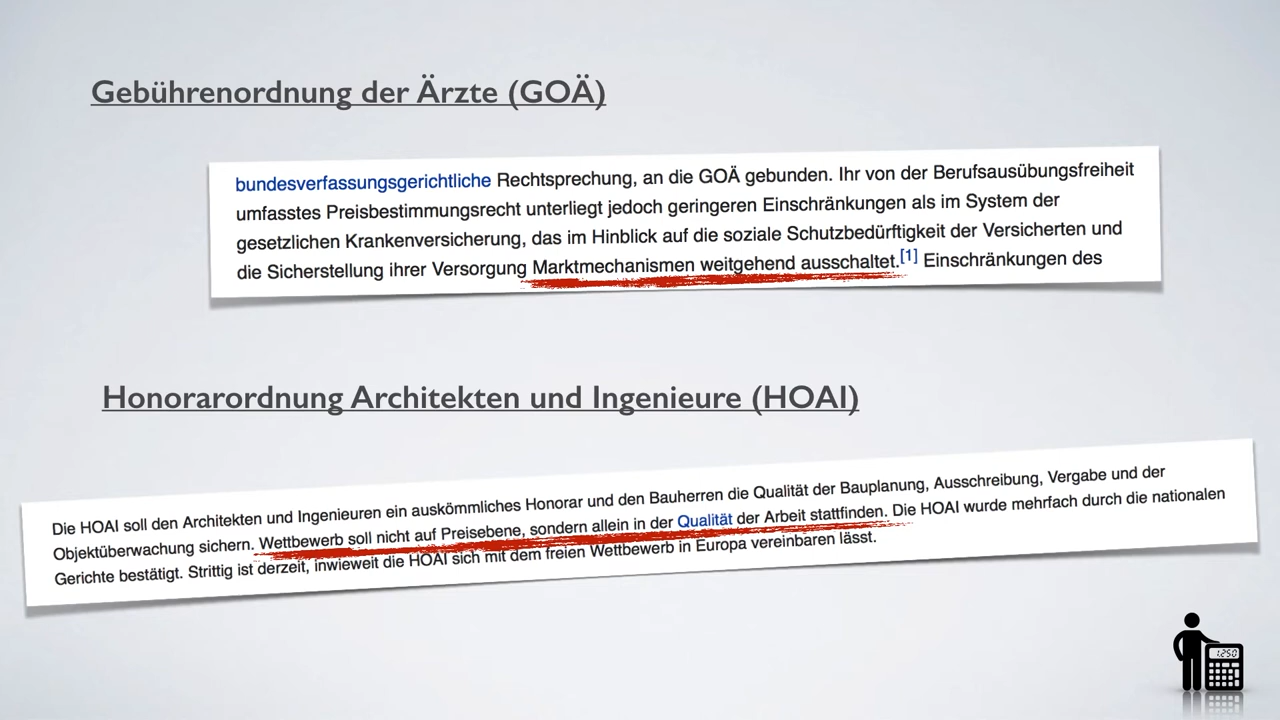 Gebührenordnung der Ärzte (GOÄ)
bundesverfassungsgerichtliche Rechtsprechung, an die GOÄ gebunden. Ihr von der Berufsausübungsfreiheit
umfasstes Preisbestimmungsrecht unterliegt jedoch geringeren Einschränkungen als im System der
gesetzlichen Krankenversicherung, das im Hinblick auf die soziale Schutzbedürftigkeit der Versicherten und
die Sicherstellung ihrer Versorgung Marktmechanismen weitgehend ausschaltet.[1] Einschränkungen des
Honorarordnung Architekten und Ingenieure (HOAI)
Die HOAI soll den Architekten und Ingenieuren ein auskömmliches Honorar und den Bauherren die Qualität der Bauplanung, Ausschreibung, Vergabe und der
Objektüberwachung sichern. Wettbewerb soll nicht auf Preisebene, sondern allein in der Qualität der Arbeit stattfinden. Die HOAI wurde mehrfach durch die nationalen
Gerichte bestätigt. Strittig ist derzeit, inwieweit die HOAI sich mit dem freien Wettbewerb in Europa vereinbaren lässt.
1,250